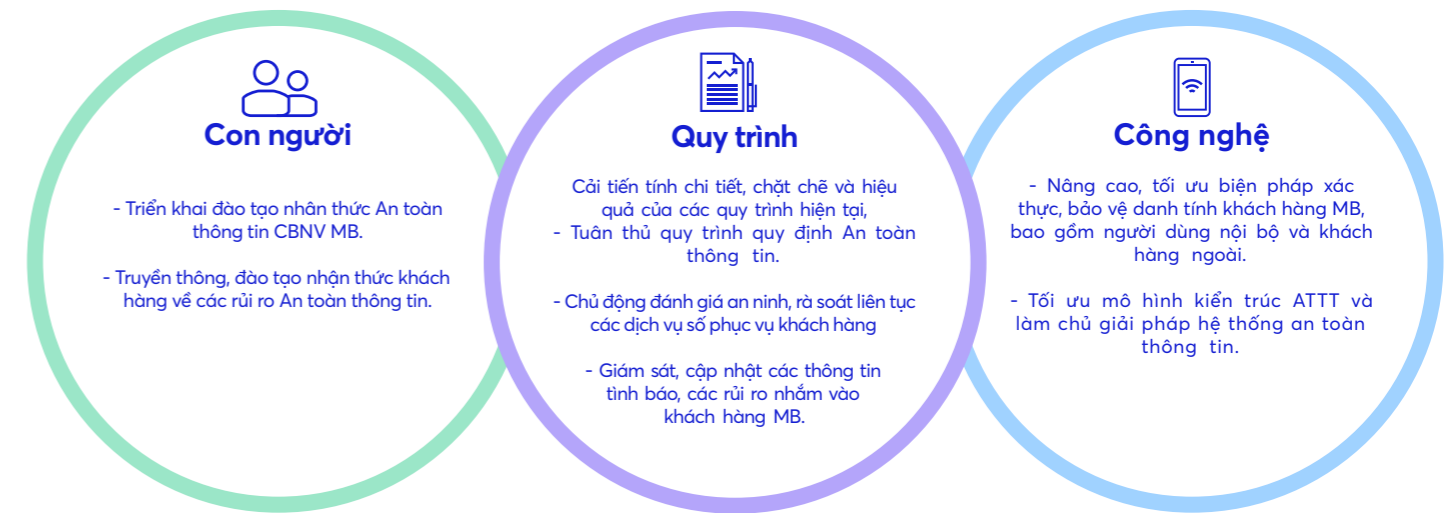 Con người
- Triển khai đào tạo nhân thức An toàn
thông tin CBNV MB.
- Truyền thông, đào tạo nhận thức khách
hàng về các rủi ro An toàn thông tin.
Quy trình
Cải tiến tính chi tiết, chặt chẽ và hiệu
quả của các quy trình hiện tại,
- Tuân thủ quy trình quy định An toàn
thông tin.
- Chủ động đánh giá an ninh, rà soát liên tục
các dịch vụ số phục vụ khách hàng
- Giám sát, cập nhật các thông tin
tình báo, các rủi ro nhắm vào
khách hàng MB.
Công nghệ
- Nâng cao, tối ưu biện pháp xác
thực, bảo vệ danh tính khách hàng MB,
bao gồm người dùng nội bộ và khách
hàng ngoài.
- Tối ưu mô hình kiến trúc ATTT và
làm chủ giải pháp hệ thống an toàn
thông tin.